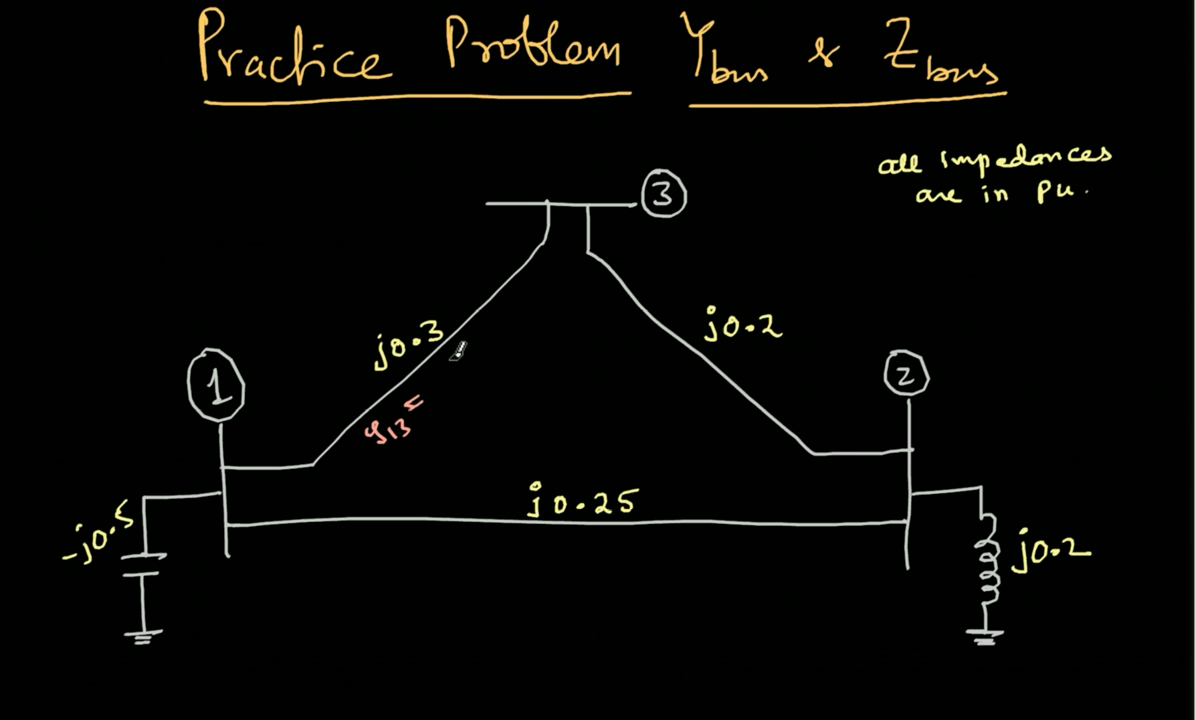 Practice Problem Ybus & Zbus
all impedances
are in pu.
3
j0.3
j0.2
1
2
y13 =
j0.25
-j0.5
j0.2